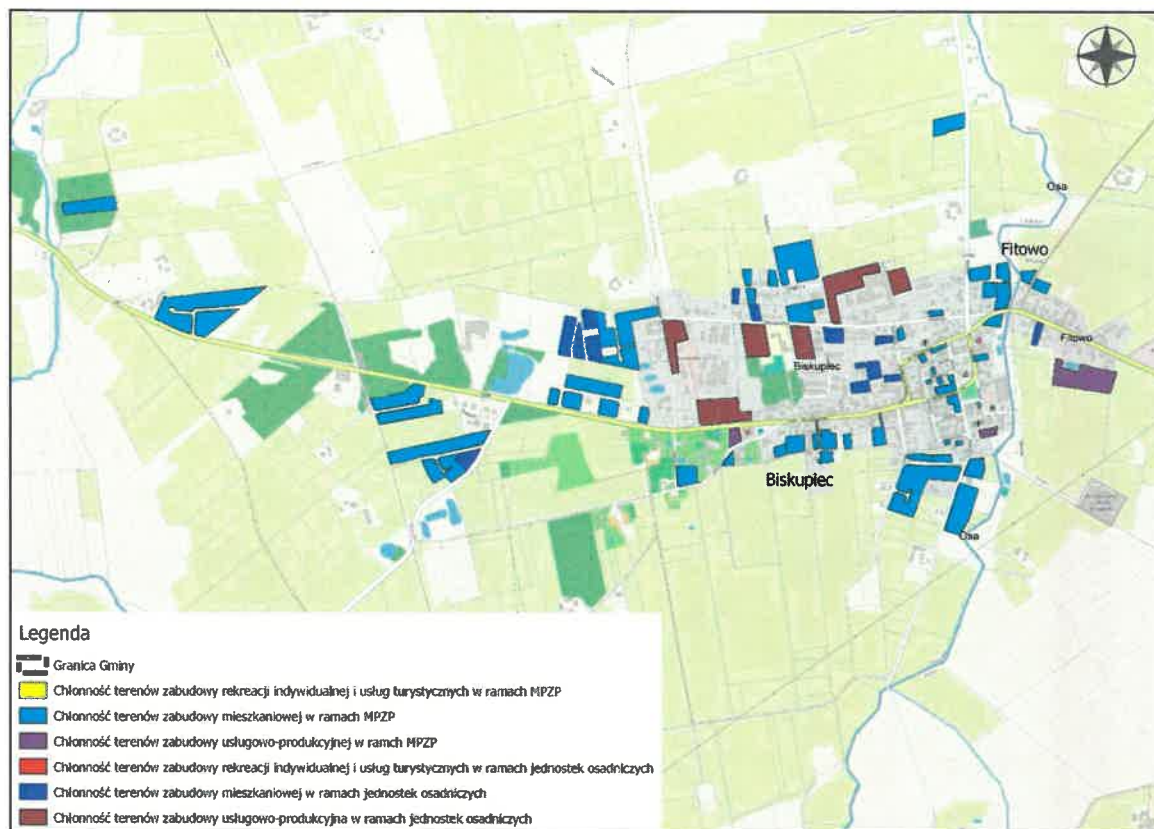 Osa
Fitowo
Fitowo
Biskupiec
Biskupiec
Osa
Legenda
Granica Gminy
Chłonność terenów zabudowy rekreacji indywidualnej i usług turystycznych w ramach MPZP
Chłonność terenów zabudowy mieszkaniowej w ramach MPZP
Chłonność terenów zabudowy usługowo-produkcyjnej w ramch MPZP
Chłonność terenów zabudowy rekreacji indywidualnej i usług turystycznych w ramach jednostek osadniczych
Chłonność terenów zabudowy mieszkaniowej w ramach jednostek osadniczych
Chłonność terenów zabudowy usługowo-produkcyjna w ramach jednostek osadniczych